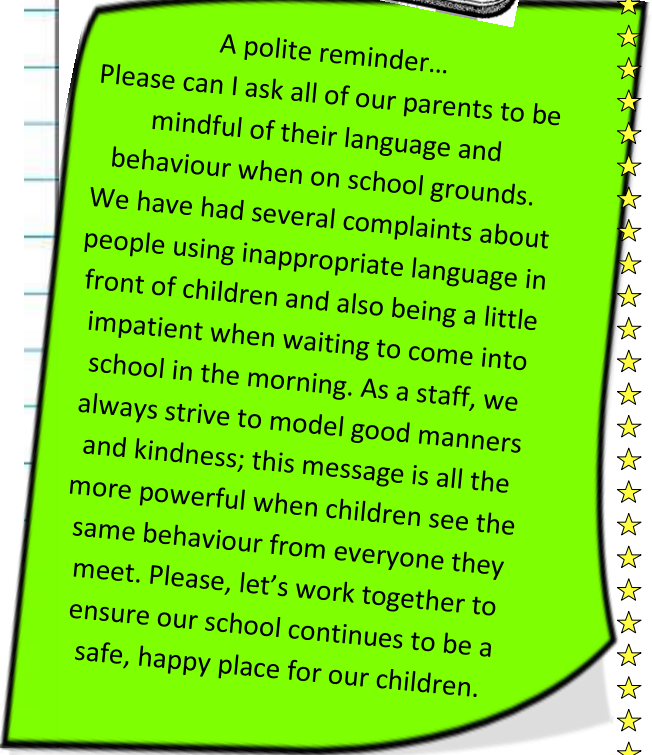 A polite reminder…
Please can I ask all of our parents to be
mindful of their language and
behaviour when on school grounds.
We have had several complaints about
people using inappropriate language in
front of children and also being a little
impatient when waiting to come into
school in the morning. As a staff, we
always strive to model good manners
and kindness; this message is all the
more powerful when children see the
same behaviour from everyone they
meet. Please, let’s work together to
ensure our school continues to be a
safe, happy place for our children.